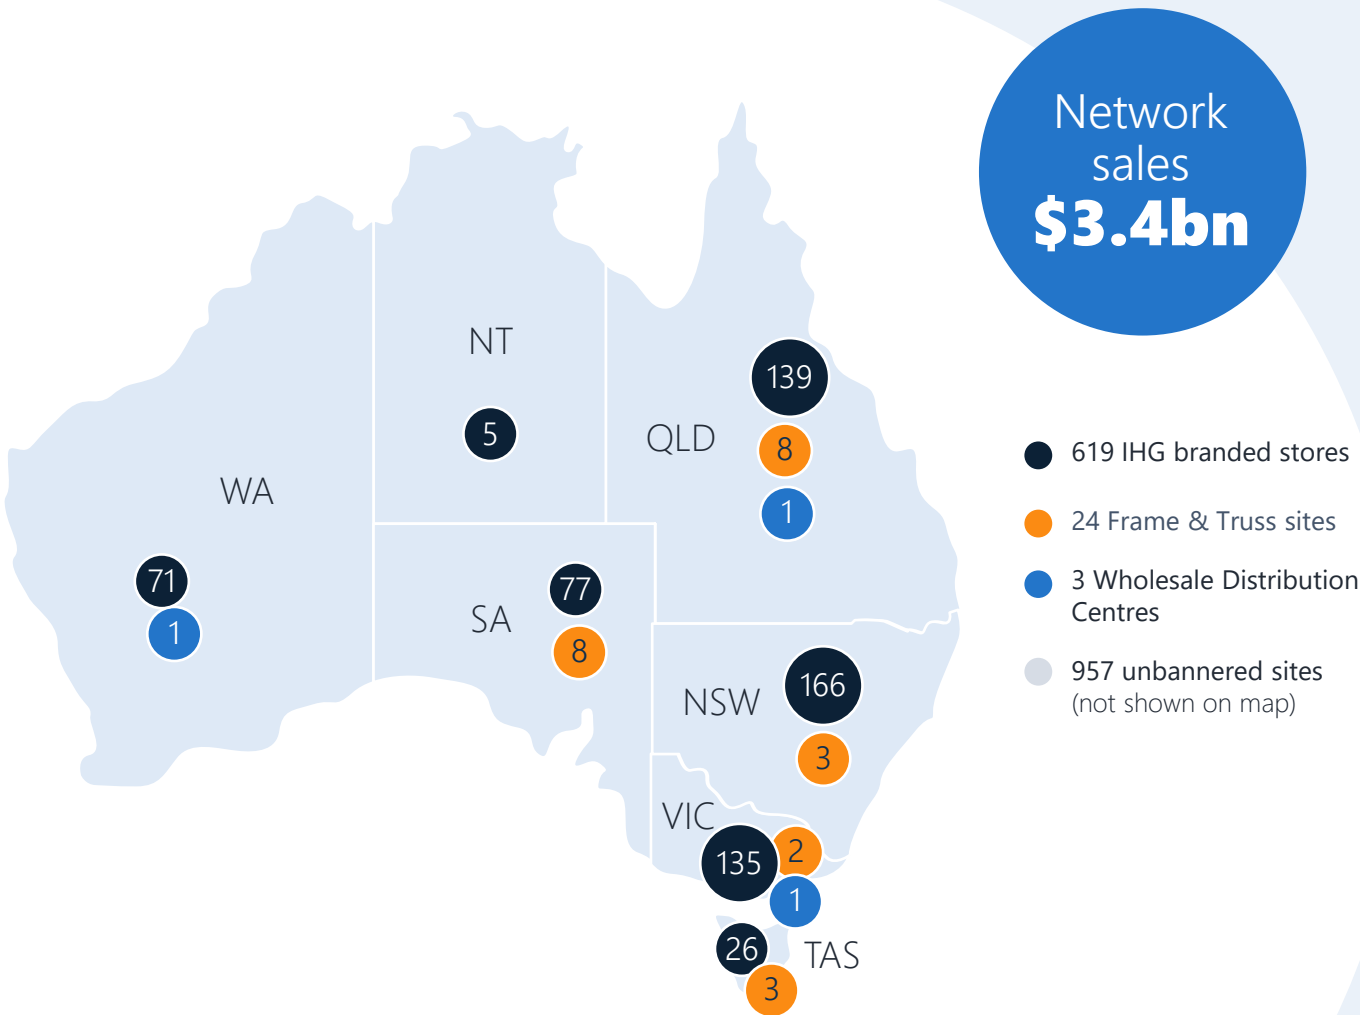 Network
sales
$3.4bn
NT
5
139
QLD
8
1
WA
71
1
SA
77
8
NSW
166
3
VIC
135
2
1
26
TAS
3
619 IHG branded stores
24 Frame & Truss sites
3 Wholesale Distribution
Centres
957 unbannered sites
(not shown on map)